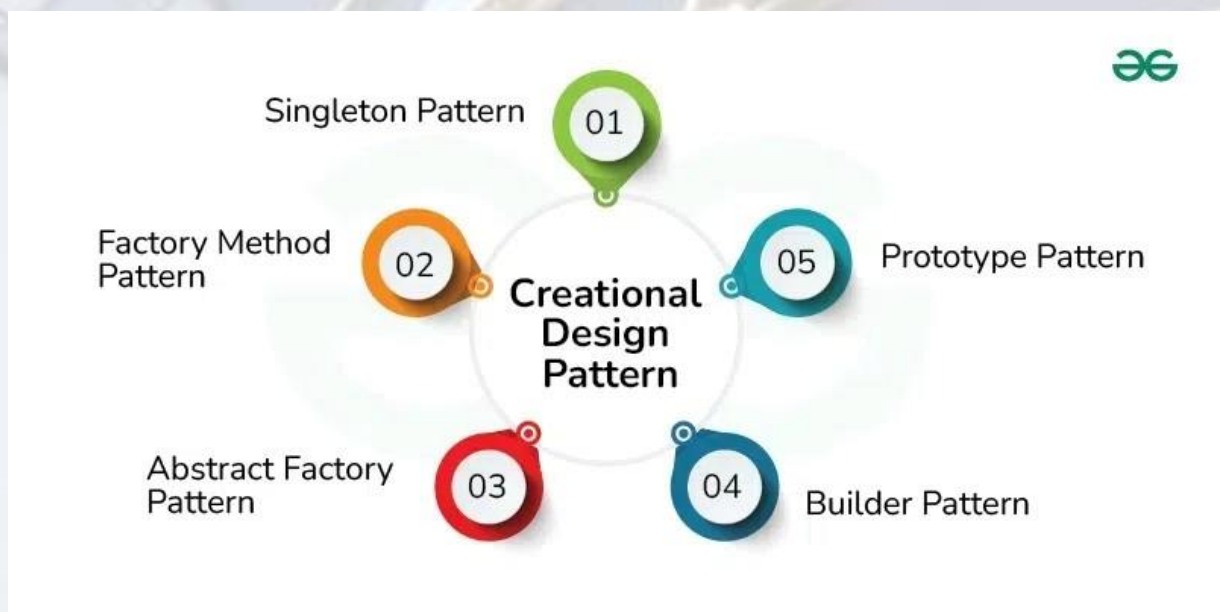 Singleton Pattern
01
Factory Method
Pattern
02
Creational
Design
Pattern
05
Prototype Pattern
Abstract Factory
Pattern
03
04
Builder Pattern